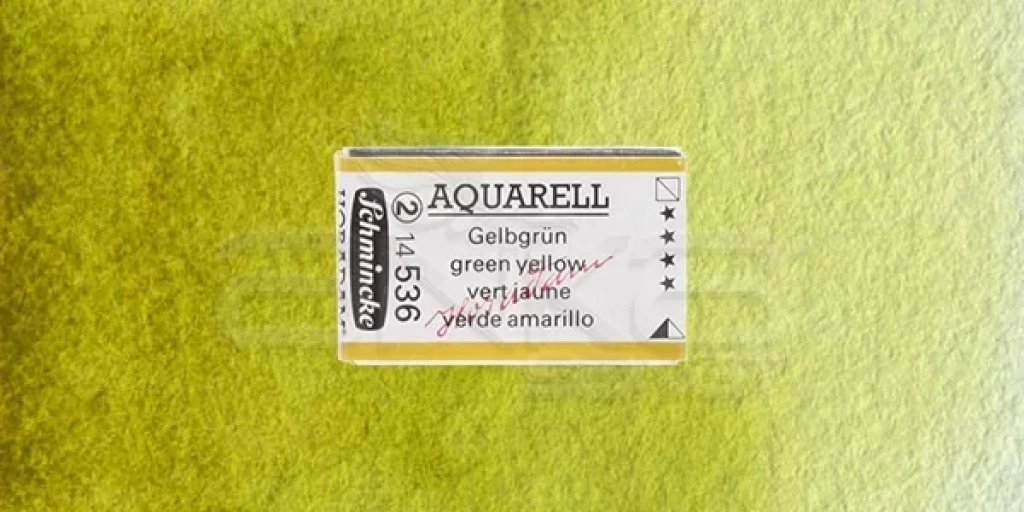 AQUARELL
Gelbgrün
green yellow
vert jaune
verde amarillo
Schmincke
2
14 536